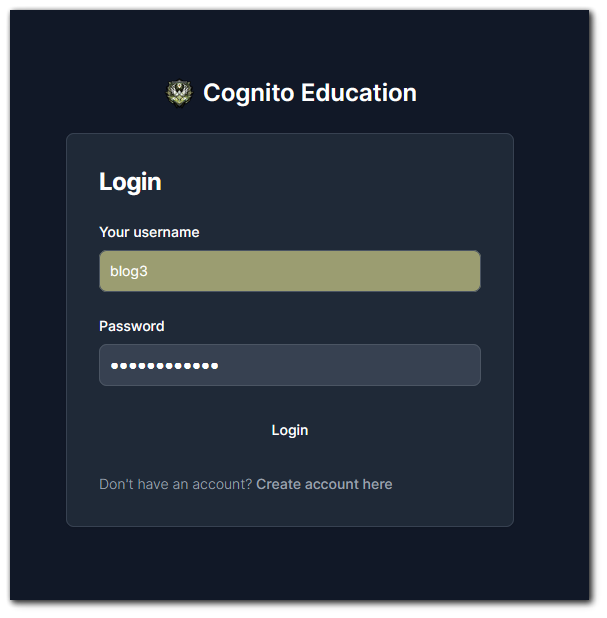 Cognito Education
Login
Your username
blog3
Password
••••••••••••
Login
Don't have an account? Create account here